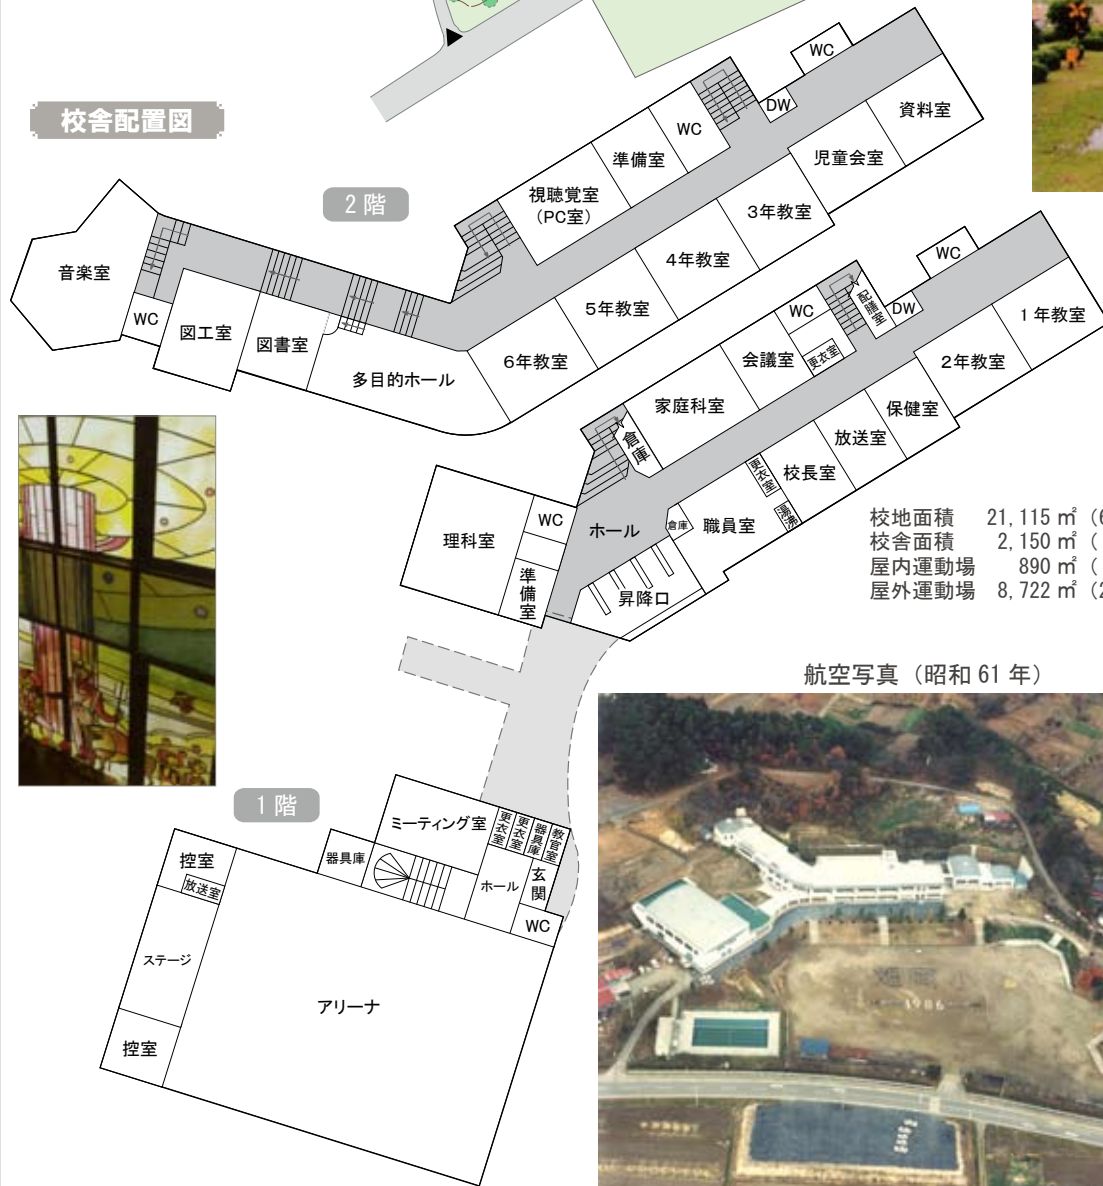 校舎配置図
2階
音楽室
WC
図工室
図書室
多目的ホール
視聴覚室
(PC室)
準備室
WC
DW
WC
資料室
児童会室
3年教室
4年教室
5年教室
6年教室
理科室
WC
準備室
ホール
倉庫
家庭科室
会議室
WC
更衣室
配膳室
DW
WC
1年教室
2年教室
保健室
放送室
校長室
湯沸
更衣室
職員室
倉庫
昇降口
校地面積 21,115㎡(6
校舎面積 2,150㎡(
屋内運動場 890㎡(
屋外運動場 8,722㎡(2
航空写真(昭和61年)
1986
1階
ミーティング室
更衣室
更衣室
器具庫
教官室
器具庫
ホール
玄関
WC
控室
放送室
ステージ
控室
アリーナ